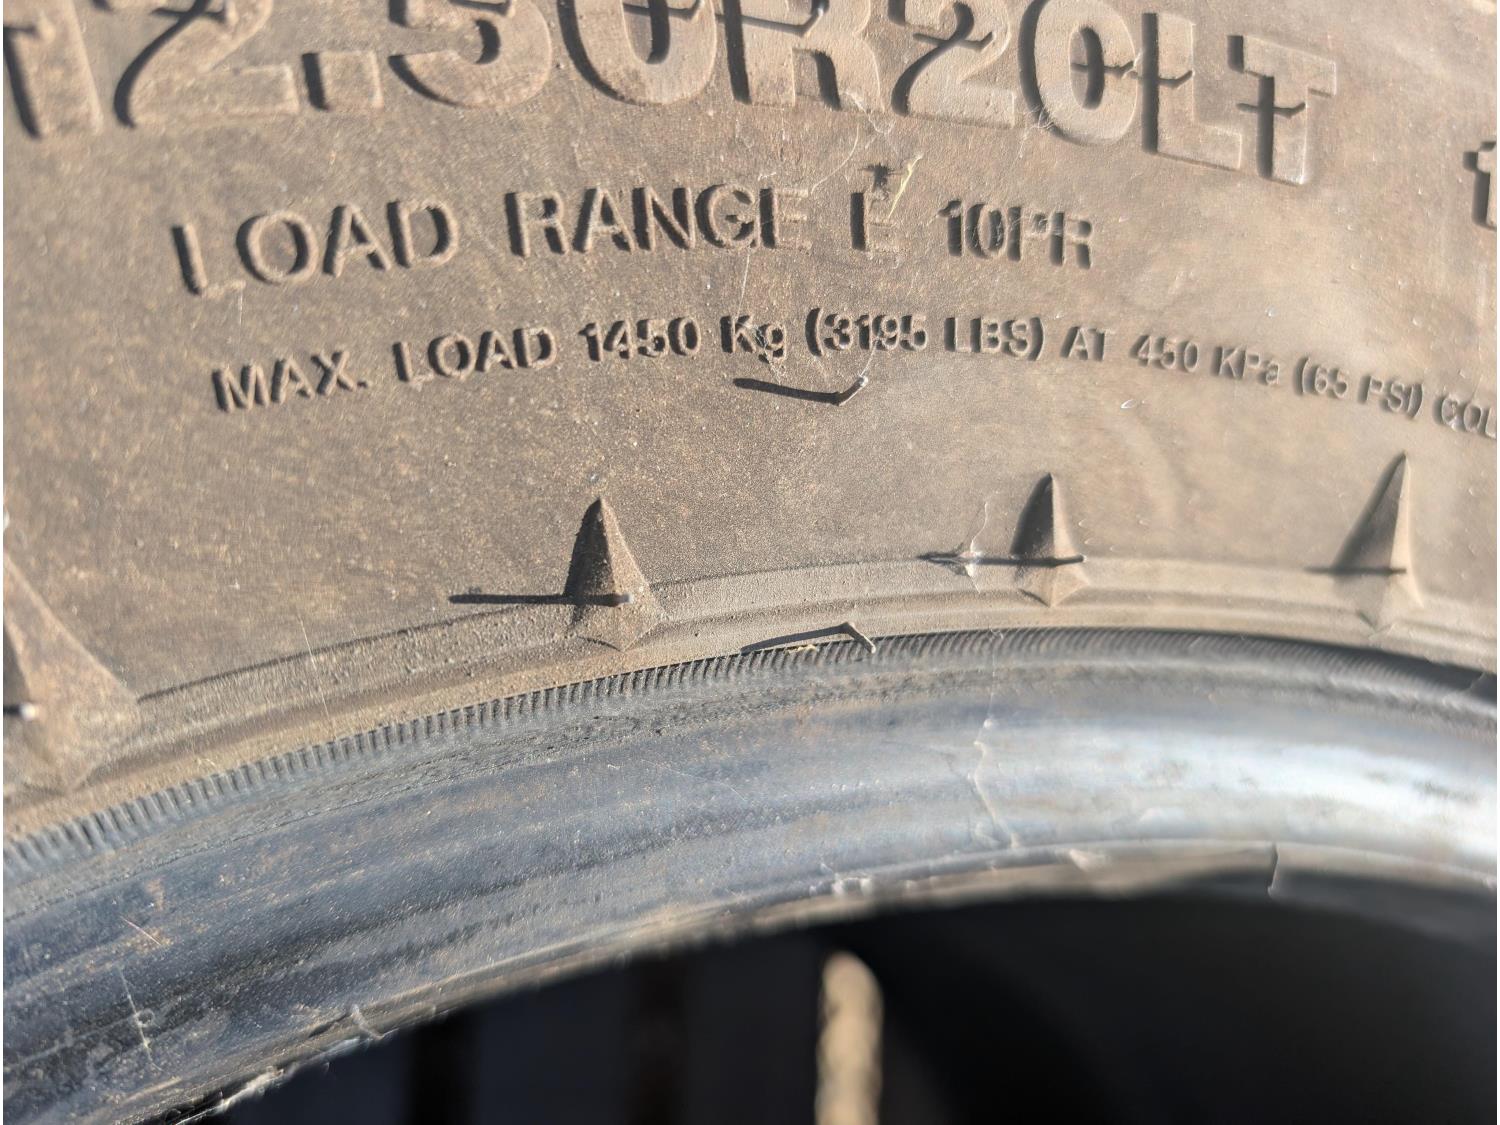 12.50R20LT
LOAD RANGE E 10PR
MAX. LOAD 1450 Kg (3195 LBS) AT 450 KPa (65 PSI)